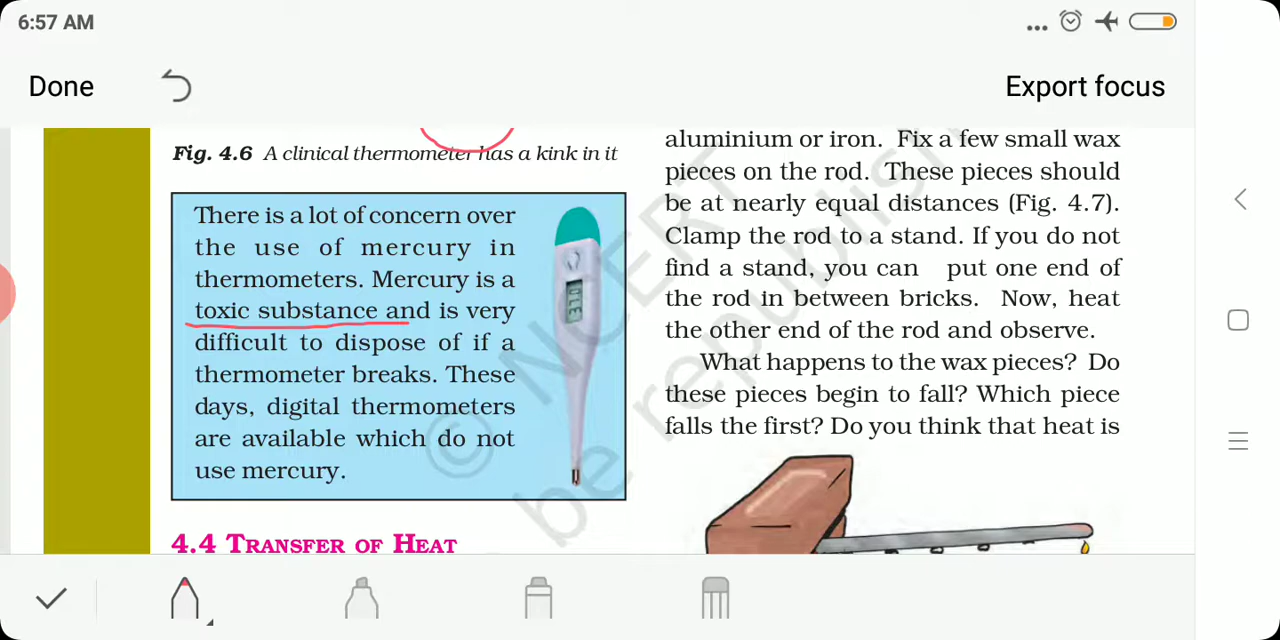 6:57 AM
Done
Export focus
Fig. 4.6 A clinical thermometer has a kink in it
There is a lot of concern over
the use of mercury in
thermometers. Mercury is a
toxic substance and is very
difficult to dispose of if a
thermometer breaks. These
days, digital thermometers
are available which do not
use mercury.
4.4 TRANSFER OF HEAT
aluminium or iron. Fix a few small wax
pieces on the rod. These pieces should
be at nearly equal distances (Fig. 4.7).
Clamp the rod to a stand. If you do not
find a stand, you can put one end of
the rod in between bricks. Now, heat
the other end of the rod and observe.
What happens to the wax pieces? Do
these pieces begin to fall? Which piece
falls the first? Do you think that heat is
© NCERT
be republis